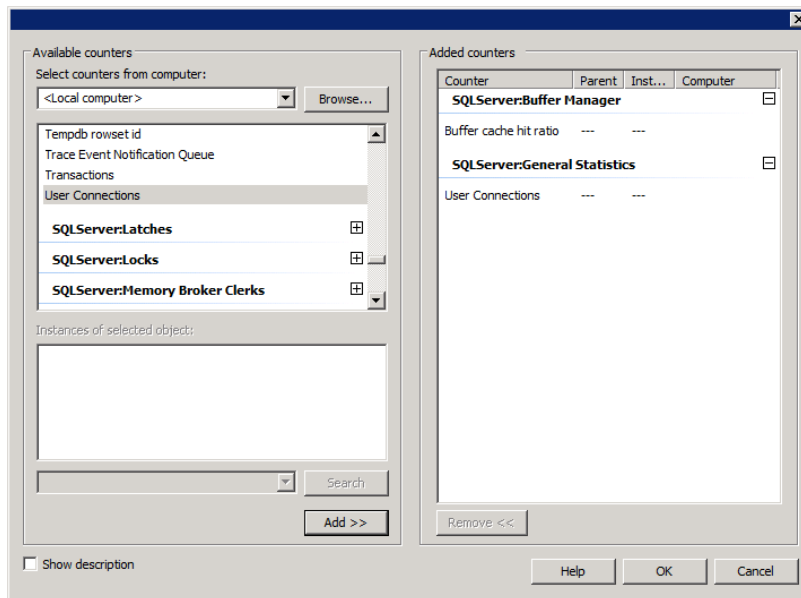 Available counters
Select counters from computer:
<Local computer>
Browse...
Tempdb rowset id
Trace Event Notification Queue
Transactions
User Connections
SQLServer:Latches
SQLServer:Locks
SQLServer:Memory Broker Clerks
Instances of selected object:
Search
Add >>
Show description
Added counters
Counter Parent Inst... Computer
SQLServer:Buffer Manager
Buffer cache hit ratio --- ---
SQLServer:General Statistics
User Connections --- ---
Remove <<
Help OK Cancel